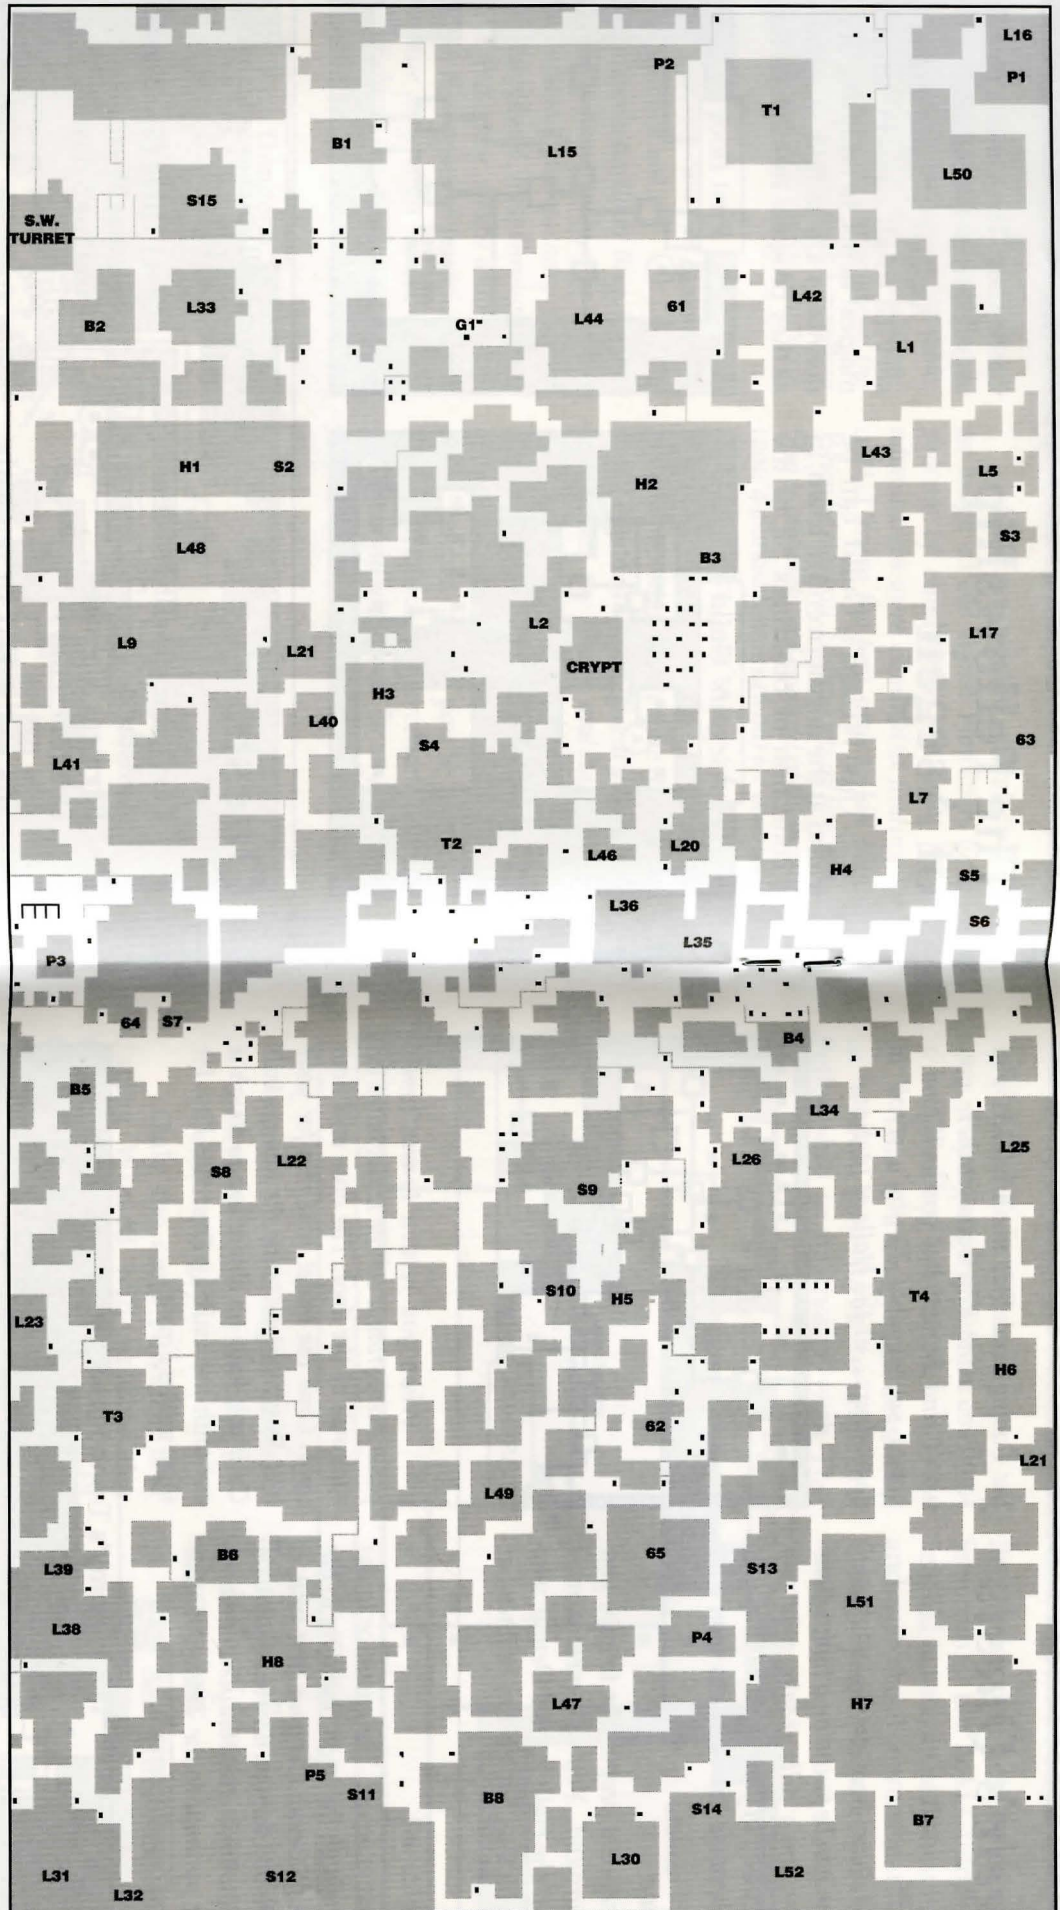 L16
P2
P1
T1
B1
L15
L50
S15
S.W.
TURRET
L42
L33
61
L44
B2
G1
L1
L43
H1
S2
L5
H2
S3
L48
B3
L2
L17
L9
L21
CRYPT
H3
L40
63
S4
L41
L7
T2
L20
L46
H4
S5
L36
S6
L35
P3
64
S7
B4
B5
L34
L25
L22
L26
S8
S9
S10
T4
H5
L23
H6
T3
62
L21
L49
65
B6
S13
L39
L51
L38
P4
H8
L47
H7
P5
S11
B8
S14
B7
L30
L52
L31
S12
L32